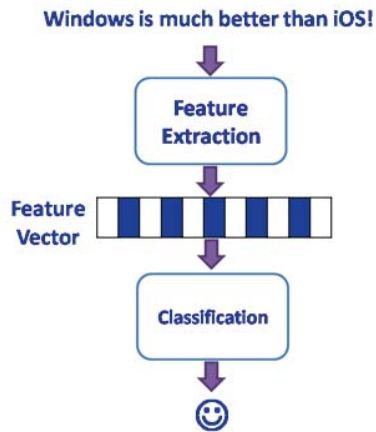 Windows is much better than iOS!
Feature
Extraction
Feature
Vector
Classification